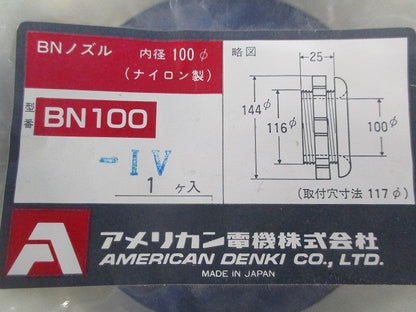 BNノズル 内径 100φ
(ナイロン製)
型番 BN100
-IV
1 ケ入
略図
25
144φ
116φ
100φ
(取付穴寸法 117φ)
アメリカン電機株式会社
AMERICAN DENKI CO., LTD.
MADE IN JAPAN